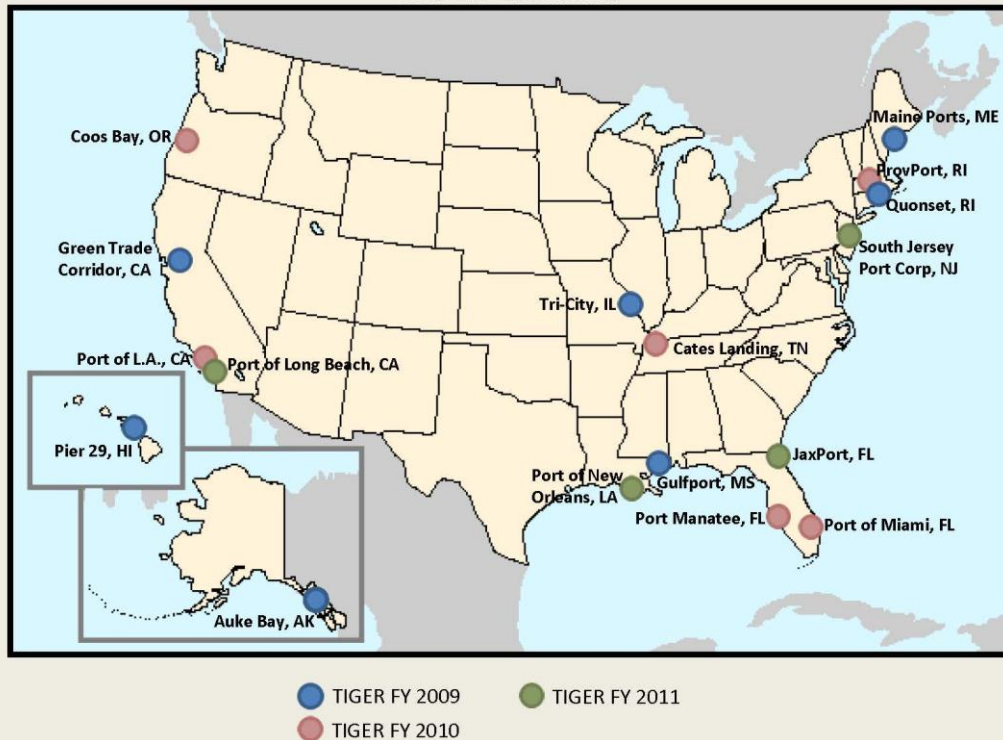 Maine Ports, ME
Coos Bay, OR
ProvPort, RI
Quonset, RI
Green Trade
Corridor, CA
South Jersey
Port Corp, NJ
Tri-City, IL
Cates Landing, TN
Port of L.A., CA
Port of Long Beach, CA
Pier 29, HI
JaxPort, FL
Port of New
Orleans, LA
Gulfport, MS
Port Manatee, FL
Port of Miami, FL
Auke Bay, AK
TIGER FY 2009
TIGER FY 2011
TIGER FY 2010